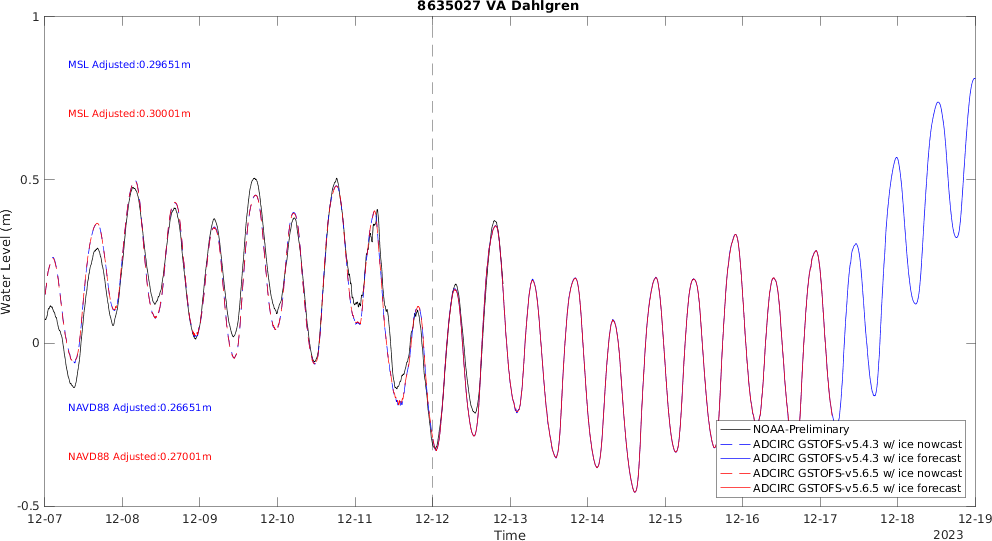 8635027 VA Dahlgren
1
MSL Adjusted:0.29651m
MSL Adjusted:0.30001m
0.5
Water Level (m)
0
NAVD88 Adjusted:0.26651m
NAVD88 Adjusted:0.27001m
-0.5
NOAA-Preliminary
ADCIRC GSTOFS-v5.4.3 w/ ice nowcast
ADCIRC GSTOFS-v5.4.3 w/ ice forecast
ADCIRC GSTOFS-v5.6.5 w/ ice nowcast
ADCIRC GSTOFS-v5.6.5 w/ ice forecast
12-07 12-08 12-09 12-10 12-11 12-12 12-13 12-14 12-15 12-16 12-17 12-18 12-19
Time
2023